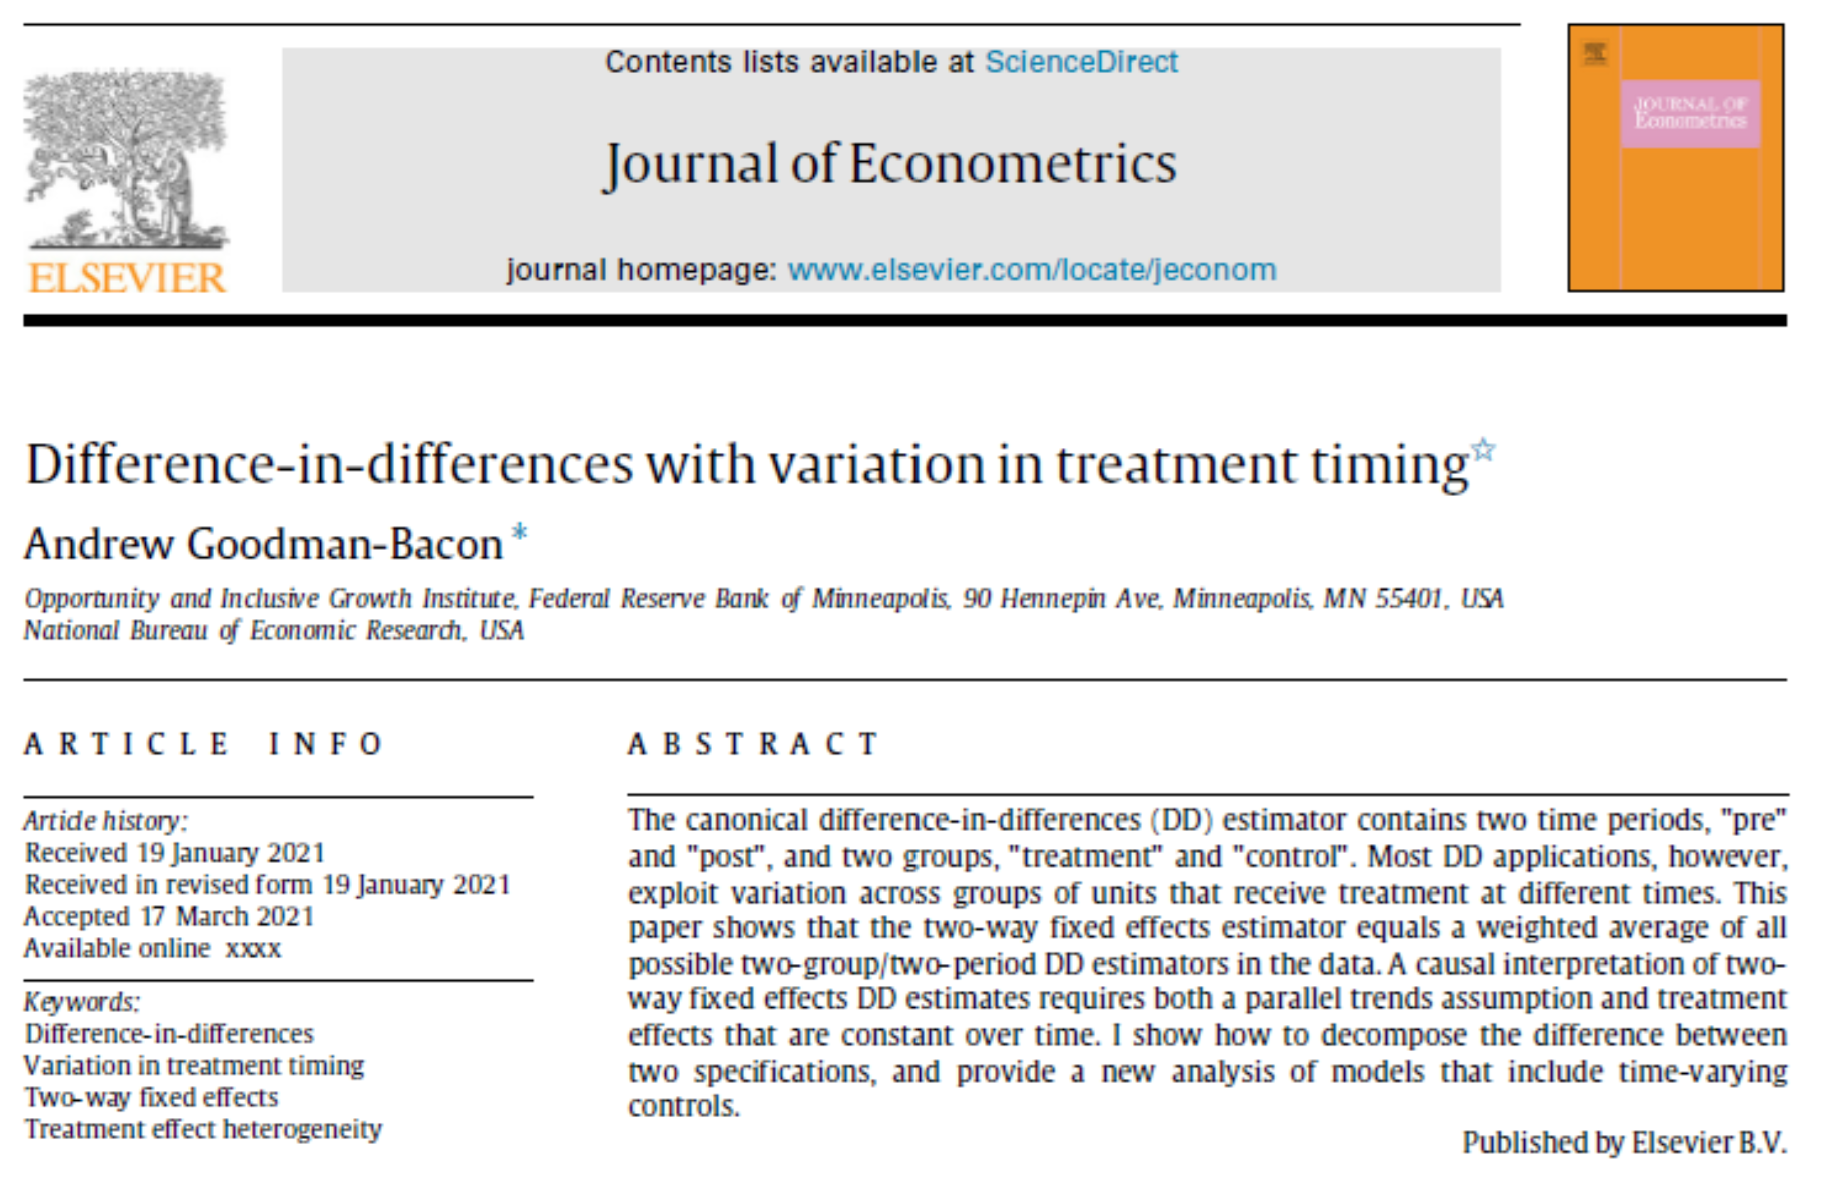 Contents lists available at ScienceDirect
Journal of Econometrics
journal homepage: www.elsevier.com/locate/jeconom
ELSEVIER
JOURNAL OF
Econometrics
Difference-in-differences with variation in treatment timing☆
Andrew Goodman-Bacon *
Opportunity and Inclusive Growth Institute, Federal Reserve Bank of Minneapolis, 90 Hennepin Ave, Minneapolis, MN 55401, USA
National Bureau of Economic Research, USA
ARTICLE INFO
Article history:
Received 19 January 2021
Received in revised form 19 January 2021
Accepted 17 March 2021
Available online xxxx
Keywords:
Difference-in-differences
Variation in treatment timing
Two-way fixed effects
Treatment effect heterogeneity
ABSTRACT
The canonical difference-in-differences (DD) estimator contains two time periods, "pre"
and "post", and two groups, "treatment" and "control". Most DD applications, however,
exploit variation across groups of units that receive treatment at different times. This
paper shows that the two-way fixed effects estimator equals a weighted average of all
possible two-group/two-period DD estimators in the data. A causal interpretation of two-
way fixed effects DD estimates requires both a parallel trends assumption and treatment
effects that are constant over time. I show how to decompose the difference between
two specifications, and provide a new analysis of models that include time-varying
controls.
Published by Elsevier B.V.